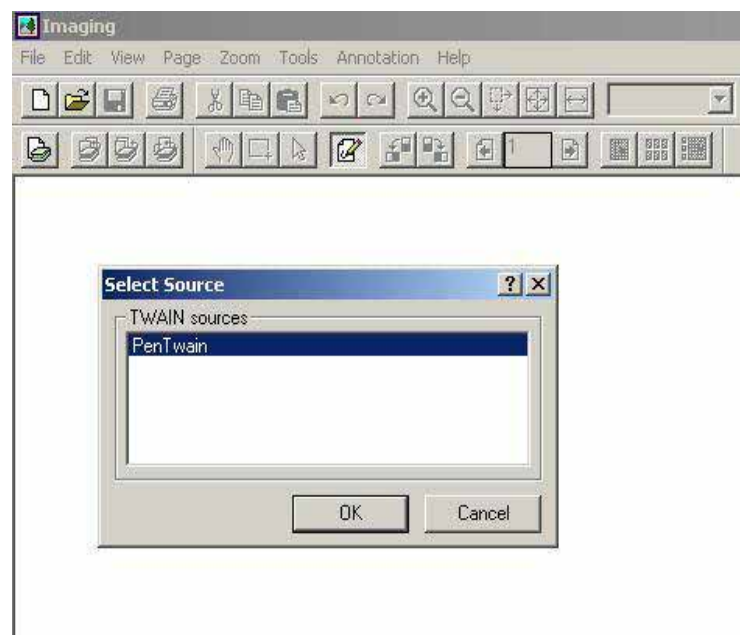 Imaging
File Edit View Page Zoom Tools Annotation Help
1
Select Source
TWAIN sources
PenTwain
OK Cancel